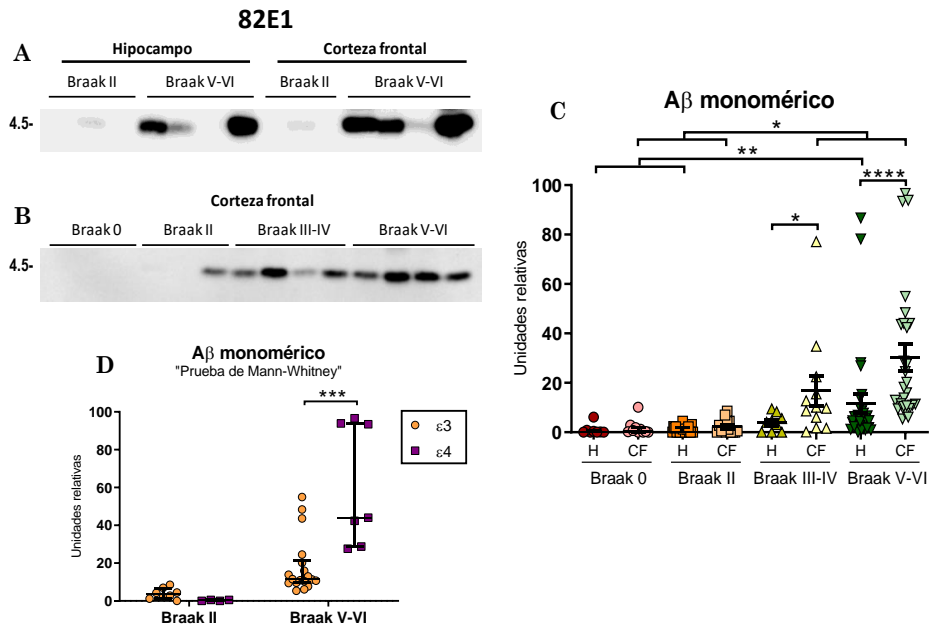 82E1
A
Hipocampo
Corteza frontal
Braak II
Braak V-VI
Braak II
Braak V-VI
4.5-
B
Corteza frontal
Braak 0
Braak II
Braak III-IV
Braak V-VI
4.5-
C
Aβ monomérico
*
**
****
*
Unidades relativas
100
80
60
40
20
0
H CF H CF H CF H CF
Braak 0 Braak II Braak III-IV Braak V-VI
D
Aβ monomérico
"Prueba de Mann-Whitney"
***
Unidades relativas
100
80
60
40
20
0
Braak II Braak V-VI
ε3
ε4